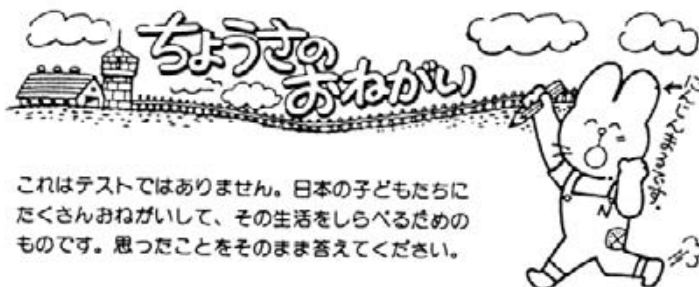 ちょうさの
おねがい
これはテストではありません。日本の子どもたちに
たくさんおねがいして、その生活をしらべるための
ものです。思ったことをそのまま答えてください。